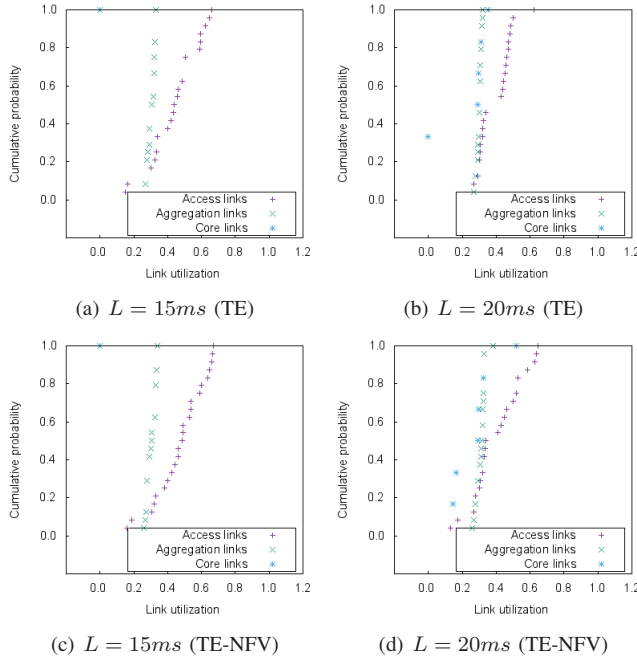 1.0
0.8
0.6
0.4
0.2
0.0
Cumulative probability
Access links
Aggregation links
Core links
0.0 0.2 0.4 0.6 0.8 1.0 1.2
Link utilization
(a) L = 15ms (TE)
1.0
0.8
0.6
0.4
0.2
0.0
Cumulative probability
Access links
Aggregation links
Core links
0.0 0.2 0.4 0.6 0.8 1.0 1.2
Link utilization
(b) L = 20ms (TE)
1.0
0.8
0.6
0.4
0.2
0.0
Cumulative probability
Access links
Aggregation links
Core links
0.0 0.2 0.4 0.6 0.8 1.0 1.2
Link utilization
(c) L = 15ms (TE-NFV)
1.0
0.8
0.6
0.4
0.2
0.0
Cumulative probability
Access links
Aggregation links
Core links
0.0 0.2 0.4 0.6 0.8 1.0 1.2
Link utilization
(d) L = 20ms (TE-NFV)